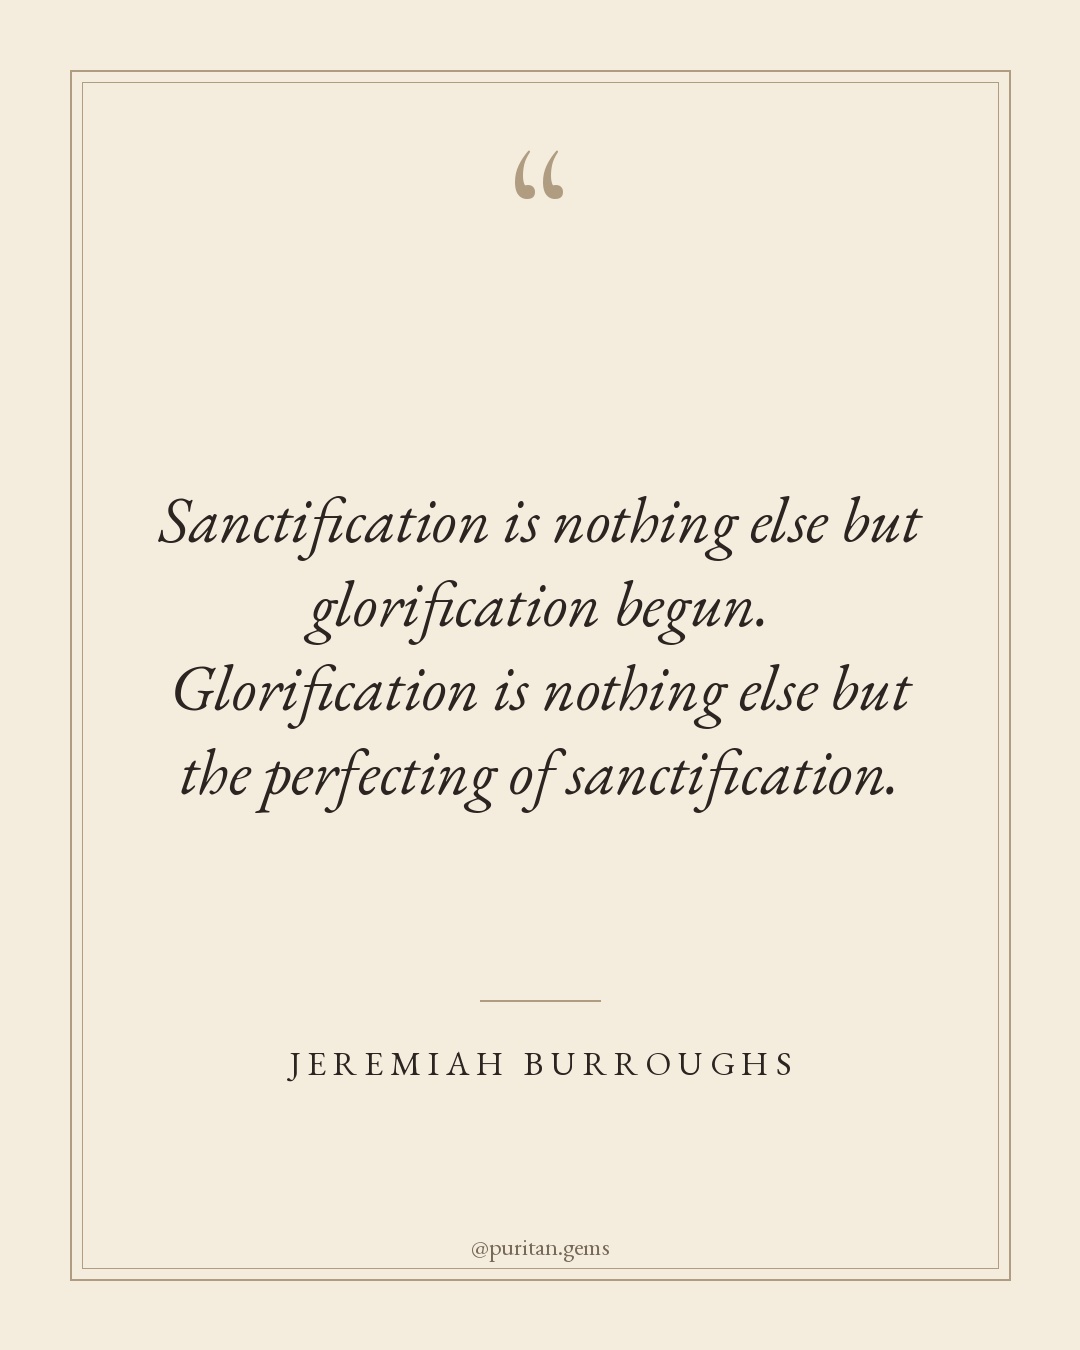 “
Sanctification is nothing else but
glorification begun.
Glorification is nothing else but
the perfecting of sanctification.
JEREMIAH BURROUGHS
@puritan.gems